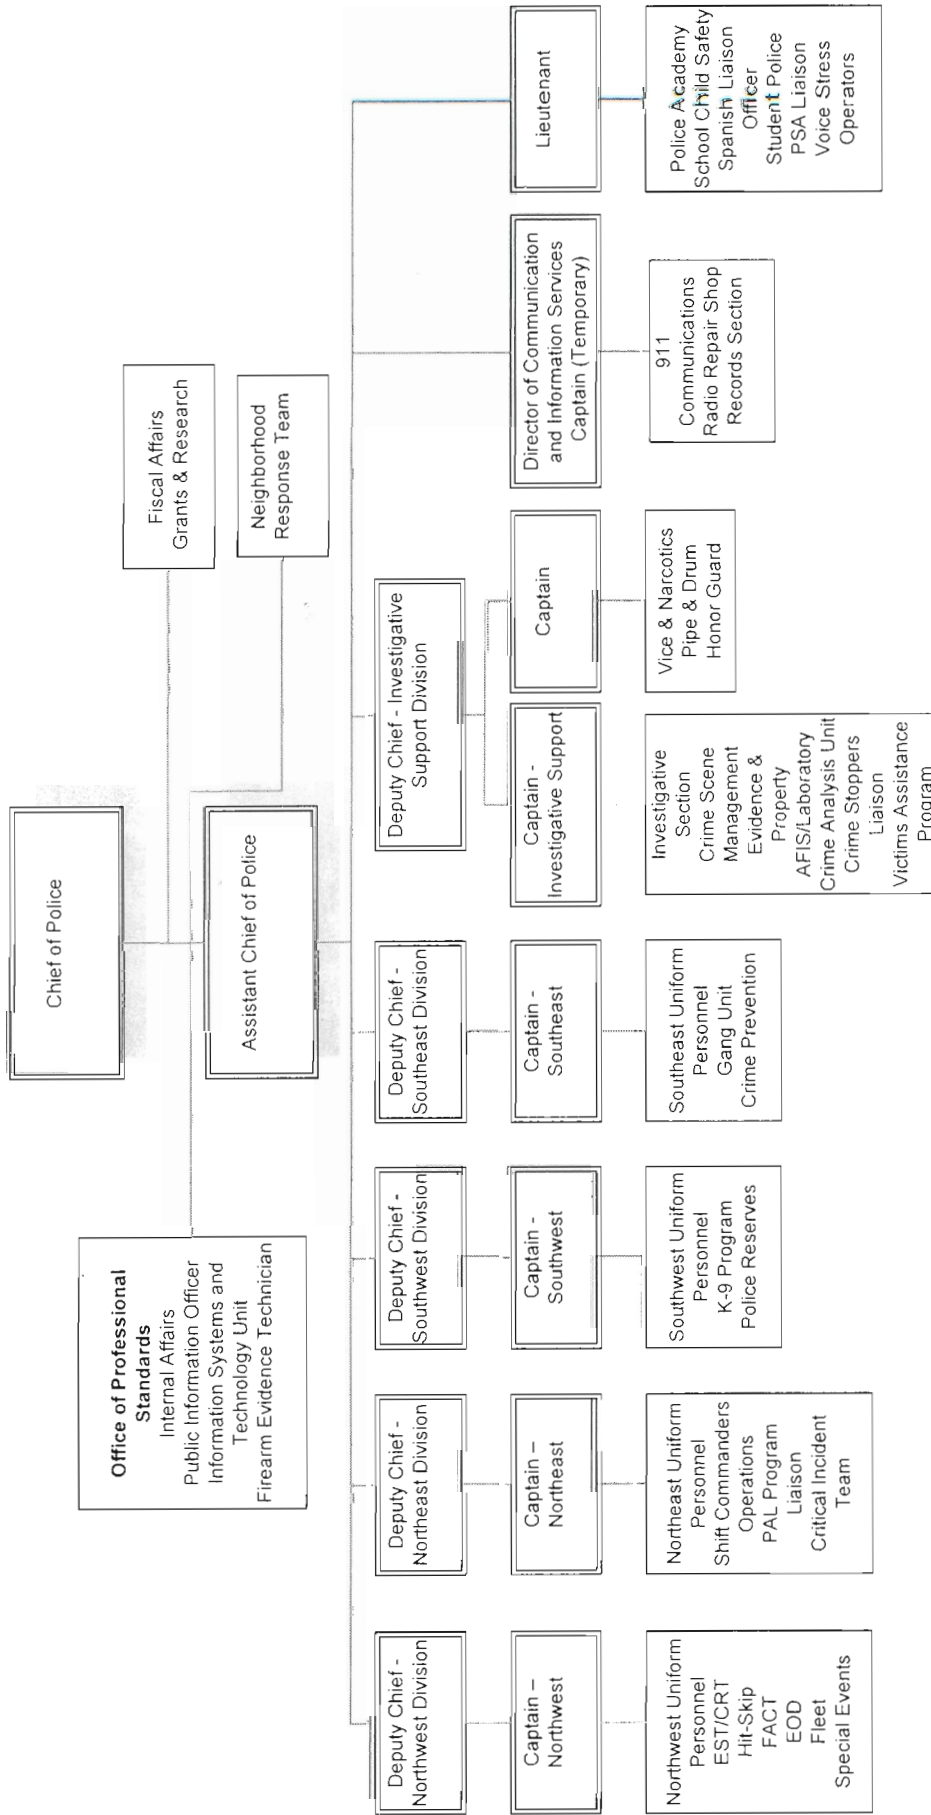 Chief of Police
Fiscal Affairs
Grants & Research
Office of Professional
Standards
Internal Affairs
Public Information Officer
Information Systems and
Technology Unit
Firearm Evidence Technician
Assistant Chief of Police
Neighborhood
Response Team
Deputy Chief -
Northwest Division
Deputy Chief -
Northeast Division
Deputy Chief -
Southwest Division
Deputy Chief -
Southeast Division
Deputy Chief - Investigative
Support Division
Captain –
Northwest
Captain –
Northeast
Captain -
Southwest
Captain -
Southeast
Captain -
Investigative Support
Captain
Director of Communication
and Information Services
Captain (Temporary)
Lieutenant
Northwest Uniform
Personnel
EST/CRT
Hit-Skip
FACT
EOD
Fleet
Special Events
Northeast Uniform
Personnel
Shift Commanders
Operations
PAL Program
Liaison
Critical Incident
Team
Southwest Uniform
Personnel
K-9 Program
Police Reserves
Southeast Uniform
Personnel
Gang Unit
Crime Prevention
Investigative
Section
Crime Scene
Management
Evidence &
Property
AFIS/Laboratory
Crime Analysis Unit
Crime Stoppers
Liaison
Victims Assistance
Program
Vice & Narcotics
Pipe & Drum
Honor Guard
911
Communications
Radio Repair Shop
Records Section
Police Academy
School Child Safety
Spanish Liaison
Officer
Student Police
PSA Liaison
Voice Stress
Operators